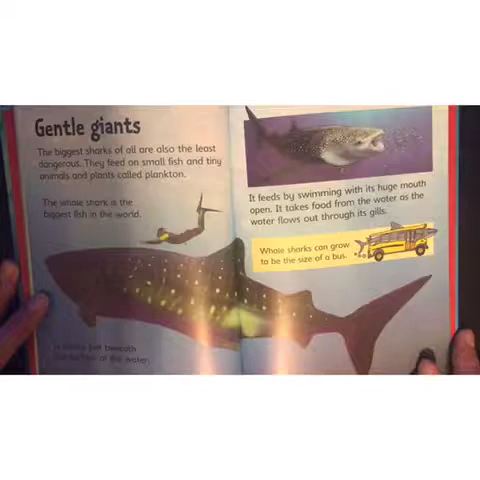 Gentle giants
The biggest sharks of all are also the least
dangerous. They feed on small fish and tiny
animals and plants called plankton.
The whale shark is the
biggest fish in the world.
just beneath
of the water.
It feeds by swimming with its huge mouth
open. It takes food from the water as the
water flows out through its gills.
Whale sharks can grow
to be the size of a bus.